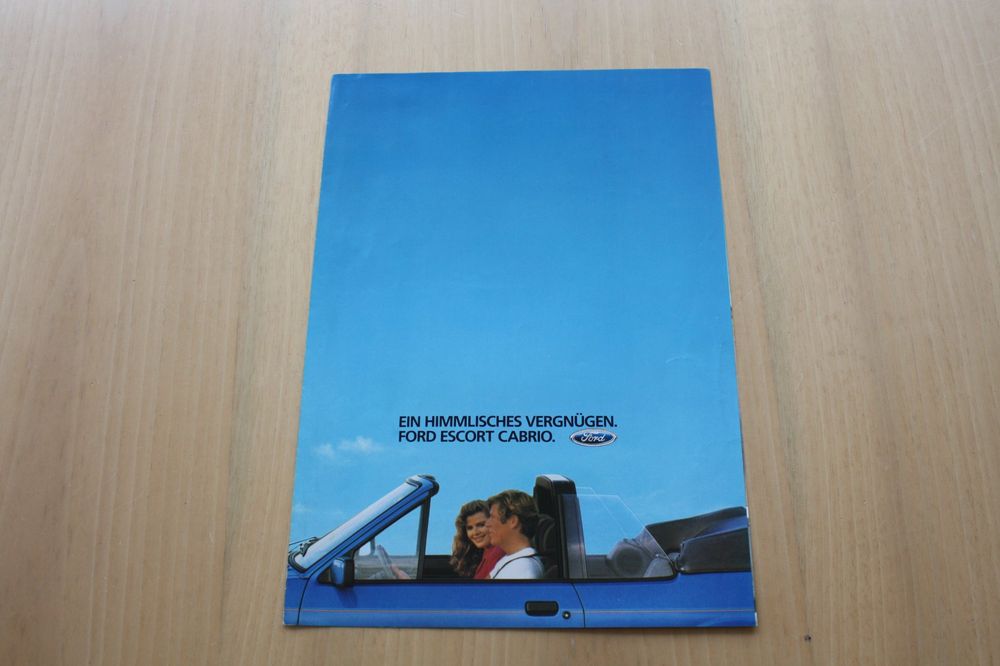 EIN HIMMLISCHES VERGNÜGEN.
FORD ESCORT CABRIO.
Ford